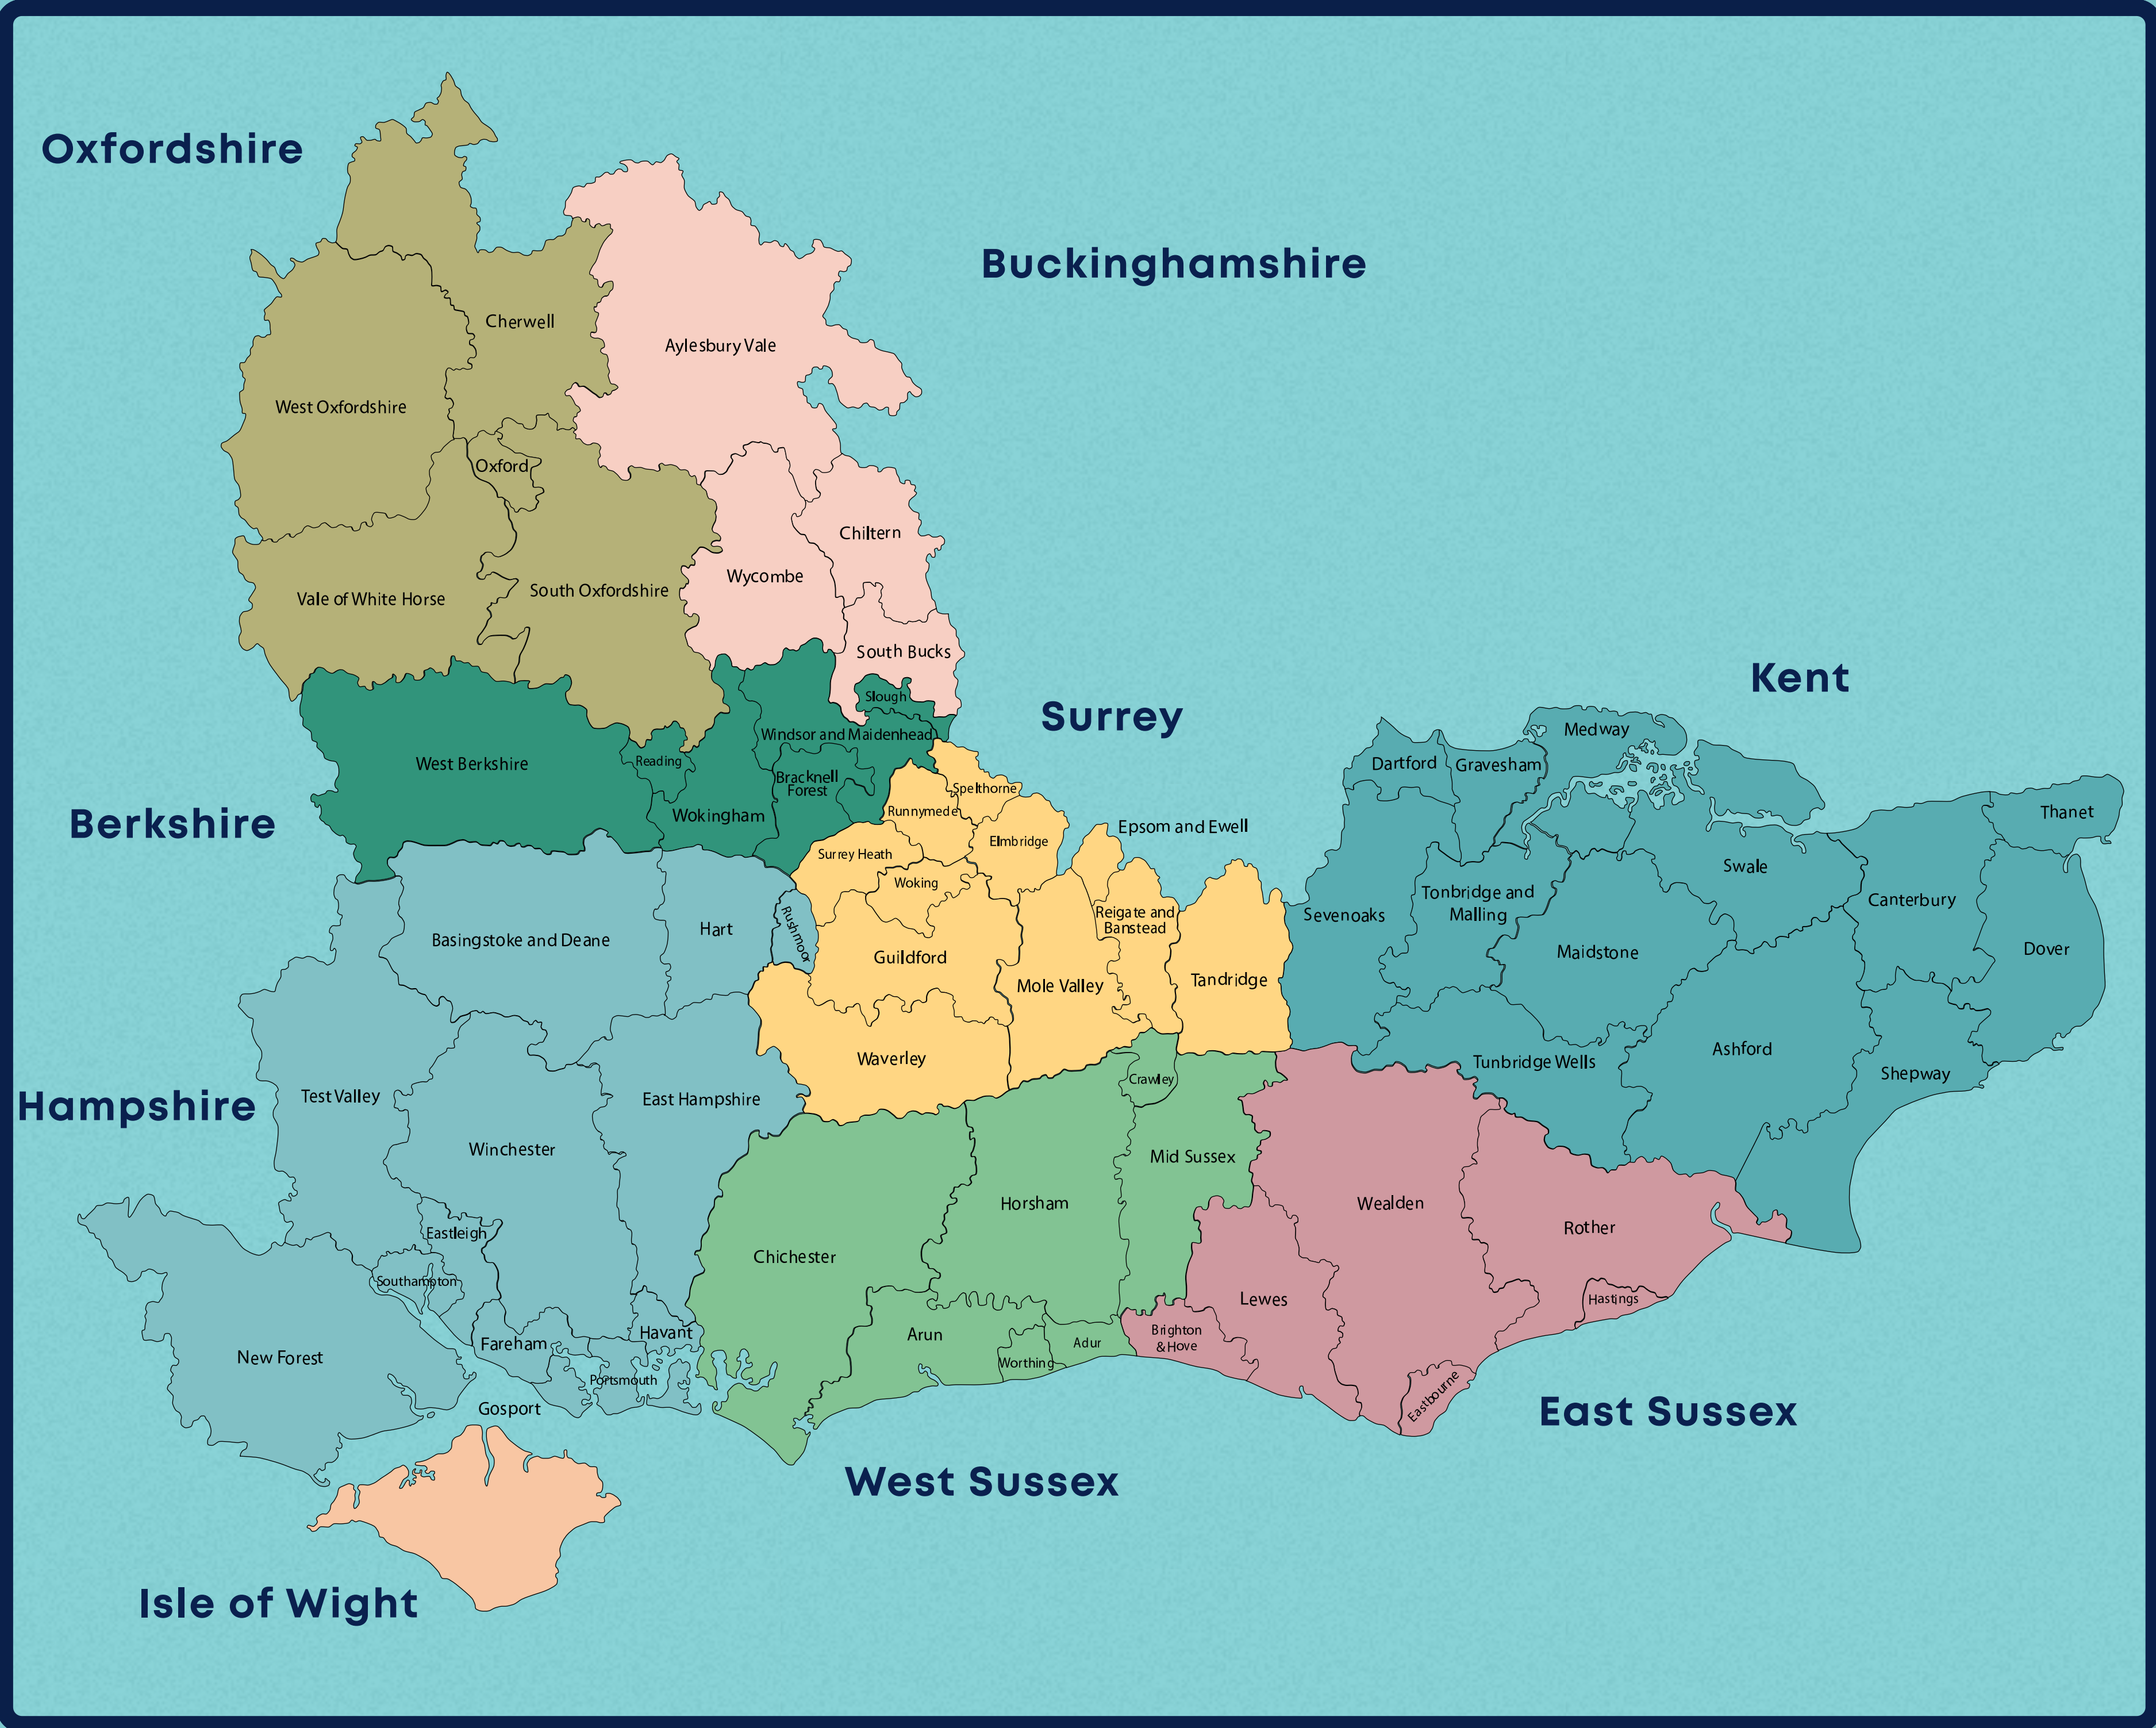 Oxfordshire
Buckinghamshire
Cherwell
Aylesbury Vale
West Oxfordshire
Oxford
Chiltern
Wycombe
South Oxfordshire
Vale of White Horse
South Bucks
Kent
Slough
Surrey
Medway
Windsor and Maidenhead
West Berkshire
Reading
Dartford
Gravesham
Bracknell
Forest
Spelthorne
Runnymede
Thanet
Wokingham
Berkshire
Epsom and Ewell
Elmbridge
Surrey Heath
Swale
Woking
Tonbridge and
Malling
Canterbury
Sevenoaks
Reigate and
Banstead
Hart
Rushmoor
Basingstoke and Deane
Dover
Maidstone
Guildford
Tandridge
Mole Valley
Ashford
Waverley
Tunbridge Wells
Shepway
Crawley
Test Valley
East Hampshire
Hampshire
Winchester
Mid Sussex
Horsham
Wealden
Rother
Eastleigh
Chichester
Southampton
Lewes
Hastings
Havant
Arun
Brighton
& Hove
Fareham
Adur
New Forest
Worthing
Portsmouth
Eastbourne
Gosport
East Sussex
West Sussex
Isle of Wight